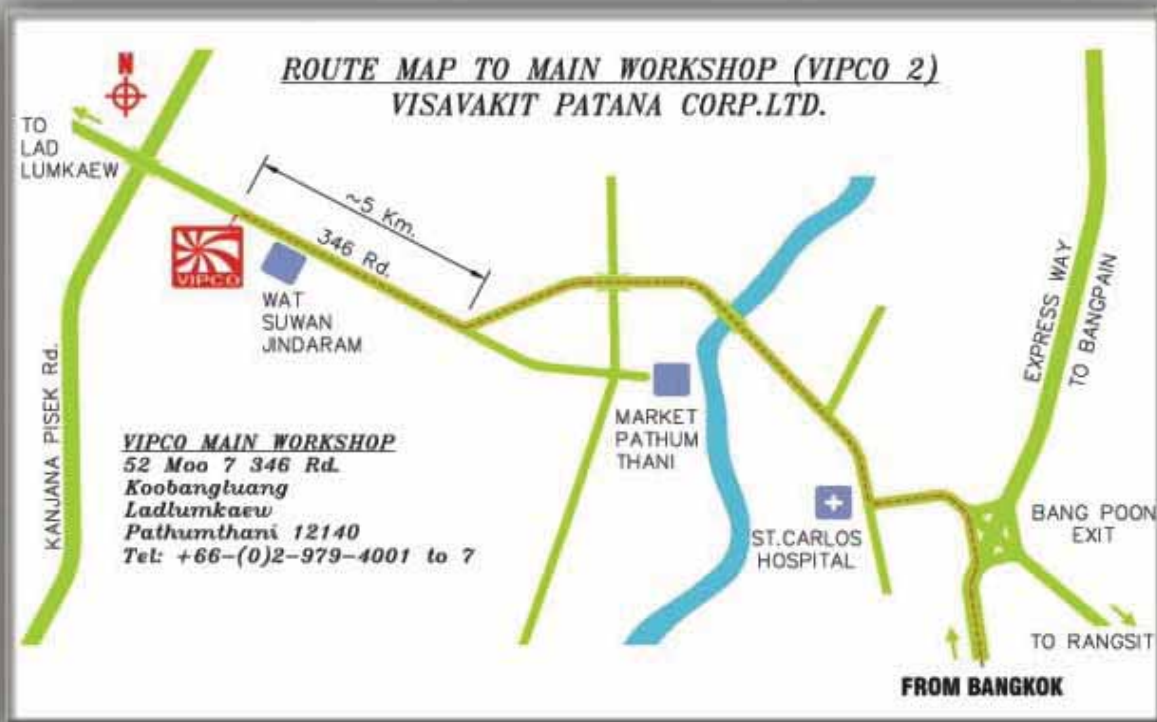 ROUTE MAP TO MAIN WORKSHOP (VIPCO 2)
VISAVAKIT PATANA CORP.LTD.
N
TO
LAD
LUMKAEW
~5 Km.
346 Rd.
VIPCO
WAT
SUWAN
JINDARAM
KANJANA PISEK Rd.
MARKET
PATHUM
THANI
EXPRESS WAY
TO BANGPAIN
VIPCO MAIN WORKSHOP
52 Moo 7 346 Rd.
Koobangluang
Ladlumkaew
Pathumthani 12140
Tel: +66-(0)2-979-4001 to 7
ST.CARLOS
HOSPITAL
BANG POON
EXIT
TO RANGSIT
FROM BANGKOK